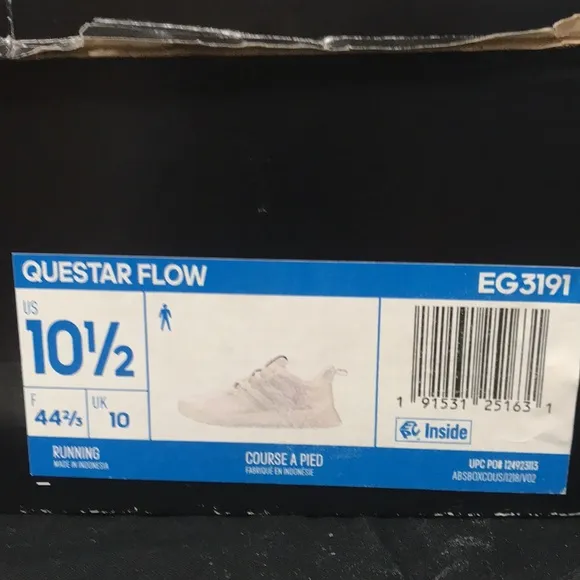 QUESTAR FLOW
EG3191
US
10½
F
44⅔
UK
10
1 91531 25163 1
Inside
RUNNING
MADE IN INDONESIA
COURSE A PIED
FABRIQUE EN INDONÉSIE
UPC PO# 124923113
ABSBOXCOUS/1218/V02